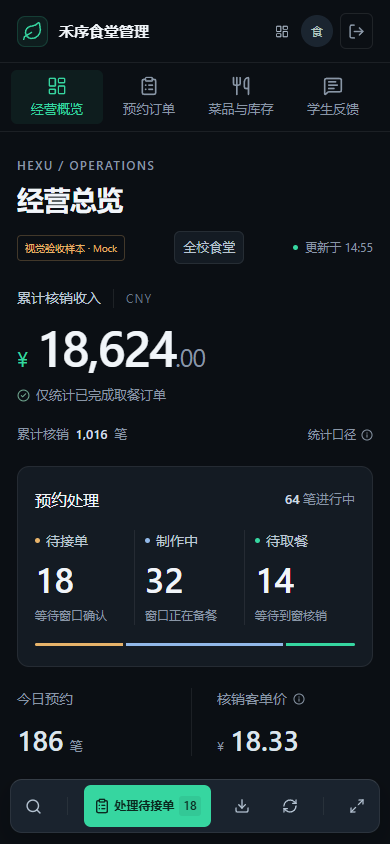 禾序食堂管理 食
经营概览 预约订单 菜品与库存 学生反馈
HEXU / OPERATIONS
经营总览
视觉验收样本 · Mock 全校食堂 更新于 14:55
累计核销收入 CNY
¥ 18,624.00
仅统计已完成取餐订单
累计核销 1,016 笔 统计口径
预约处理 64 笔进行中
待接单 制作中 待取餐
18 32 14
等待窗口确认 窗口正在备餐 等待到窗核销
今日预约 核销客单价
186 笔 ¥ 18.33
处理待接单 18